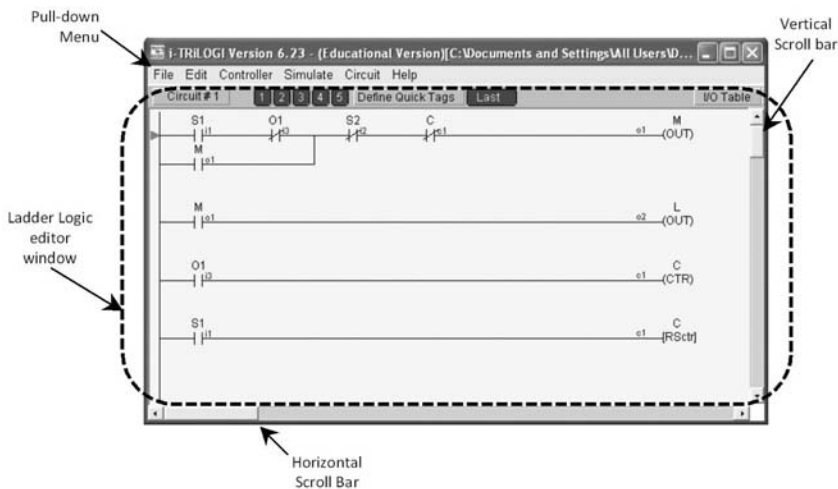 Pull-down
Menu
Vertical
Scroll bar
i-TRiLOGI Version 6.23 - (Educational Version)[C:\Documents and Settings\All Users\D...
File Edit Controller Simulate Circuit Help
Circuit # 1 1 2 3 4 5 Define Quick Tags Last I/O Table
S1 O1 S2 C M
i1 i3 i2 c1 o1 (OUT)
M
o1
Ladder Logic
editor
window
M L
o1 o2 (OUT)
O1 C
i3 c1 (CTR)
S1 C
i1 c1 [RSctr]
Horizontal
Scroll Bar